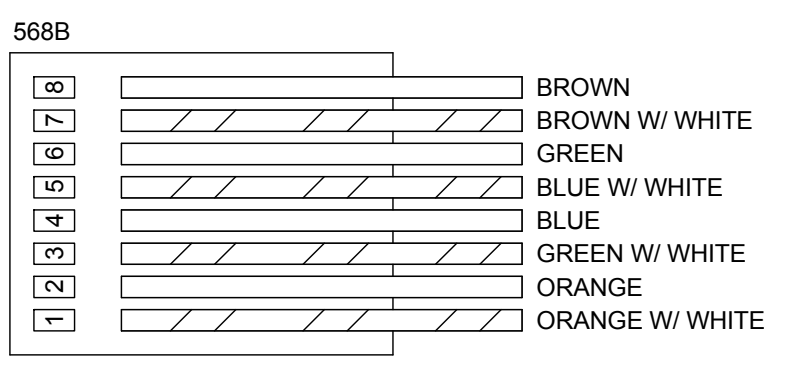 568B
8 BROWN
7 BROWN W/ WHITE
6 GREEN
5 BLUE W/ WHITE
4 BLUE
3 GREEN W/ WHITE
2 ORANGE
1 ORANGE W/ WHITE